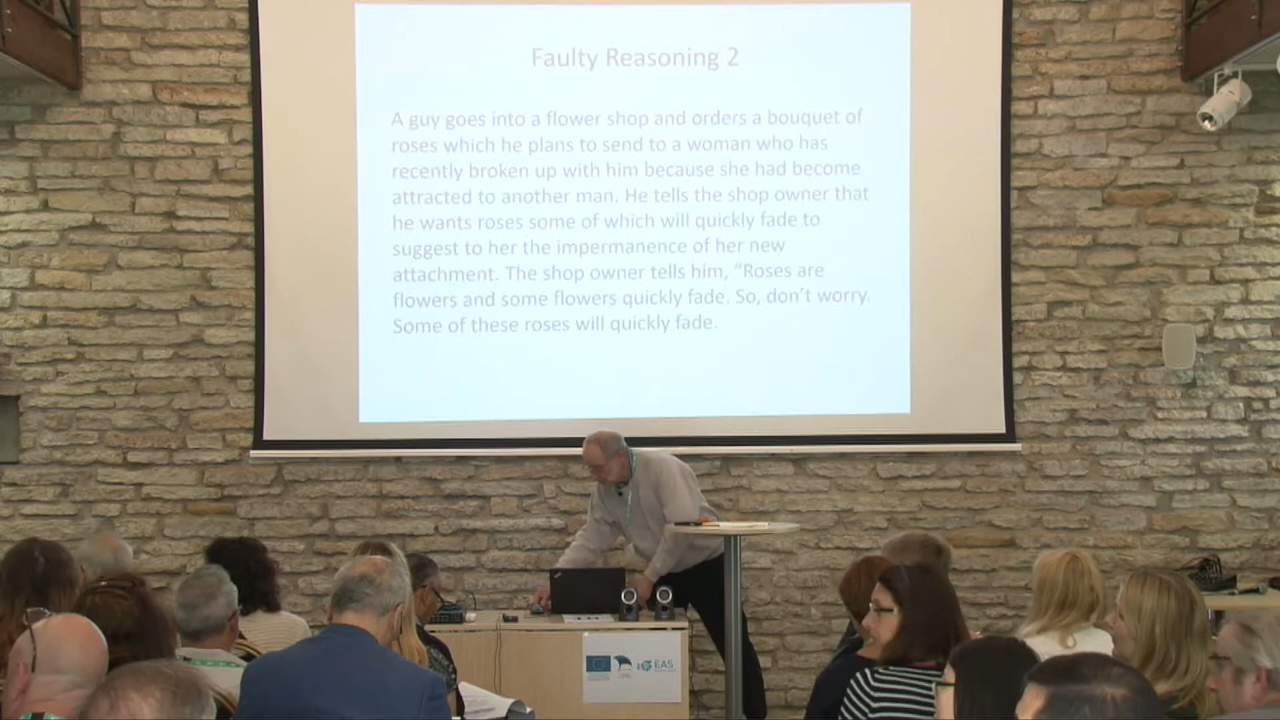 Faulty Reasoning 2
A guy goes into a flower shop and orders a bouquet of
roses which he plans to send to a woman who has
recently broken up with him because she had become
attracted to another man. He tells the shop owner that
he wants roses some of which will quickly fade to
suggest to her the impermanence of her new
attachment. The shop owner tells him, “Roses are
flowers and some flowers quickly fade. So, don’t worry.
Some of these roses will quickly fade.
EAS